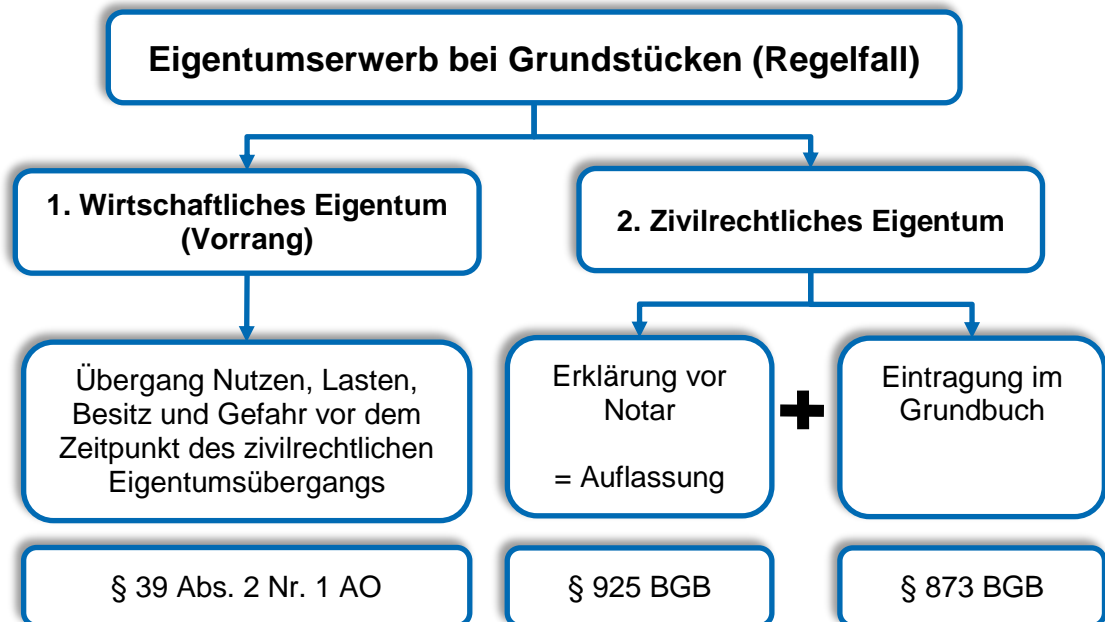 Eigentumserwerb bei Grundstücken (Regelfall)
1. Wirtschaftliches Eigentum
(Vorrang)
2. Zivilrechtliches Eigentum
Übergang Nutzen, Lasten,
Besitz und Gefahr vor dem
Zeitpunkt des zivilrechtlichen
Eigentumsübergangs
Erklärung vor
Notar
= Auflassung
Eintragung im
Grundbuch
§ 39 Abs. 2 Nr. 1 AO
§ 925 BGB
§ 873 BGB